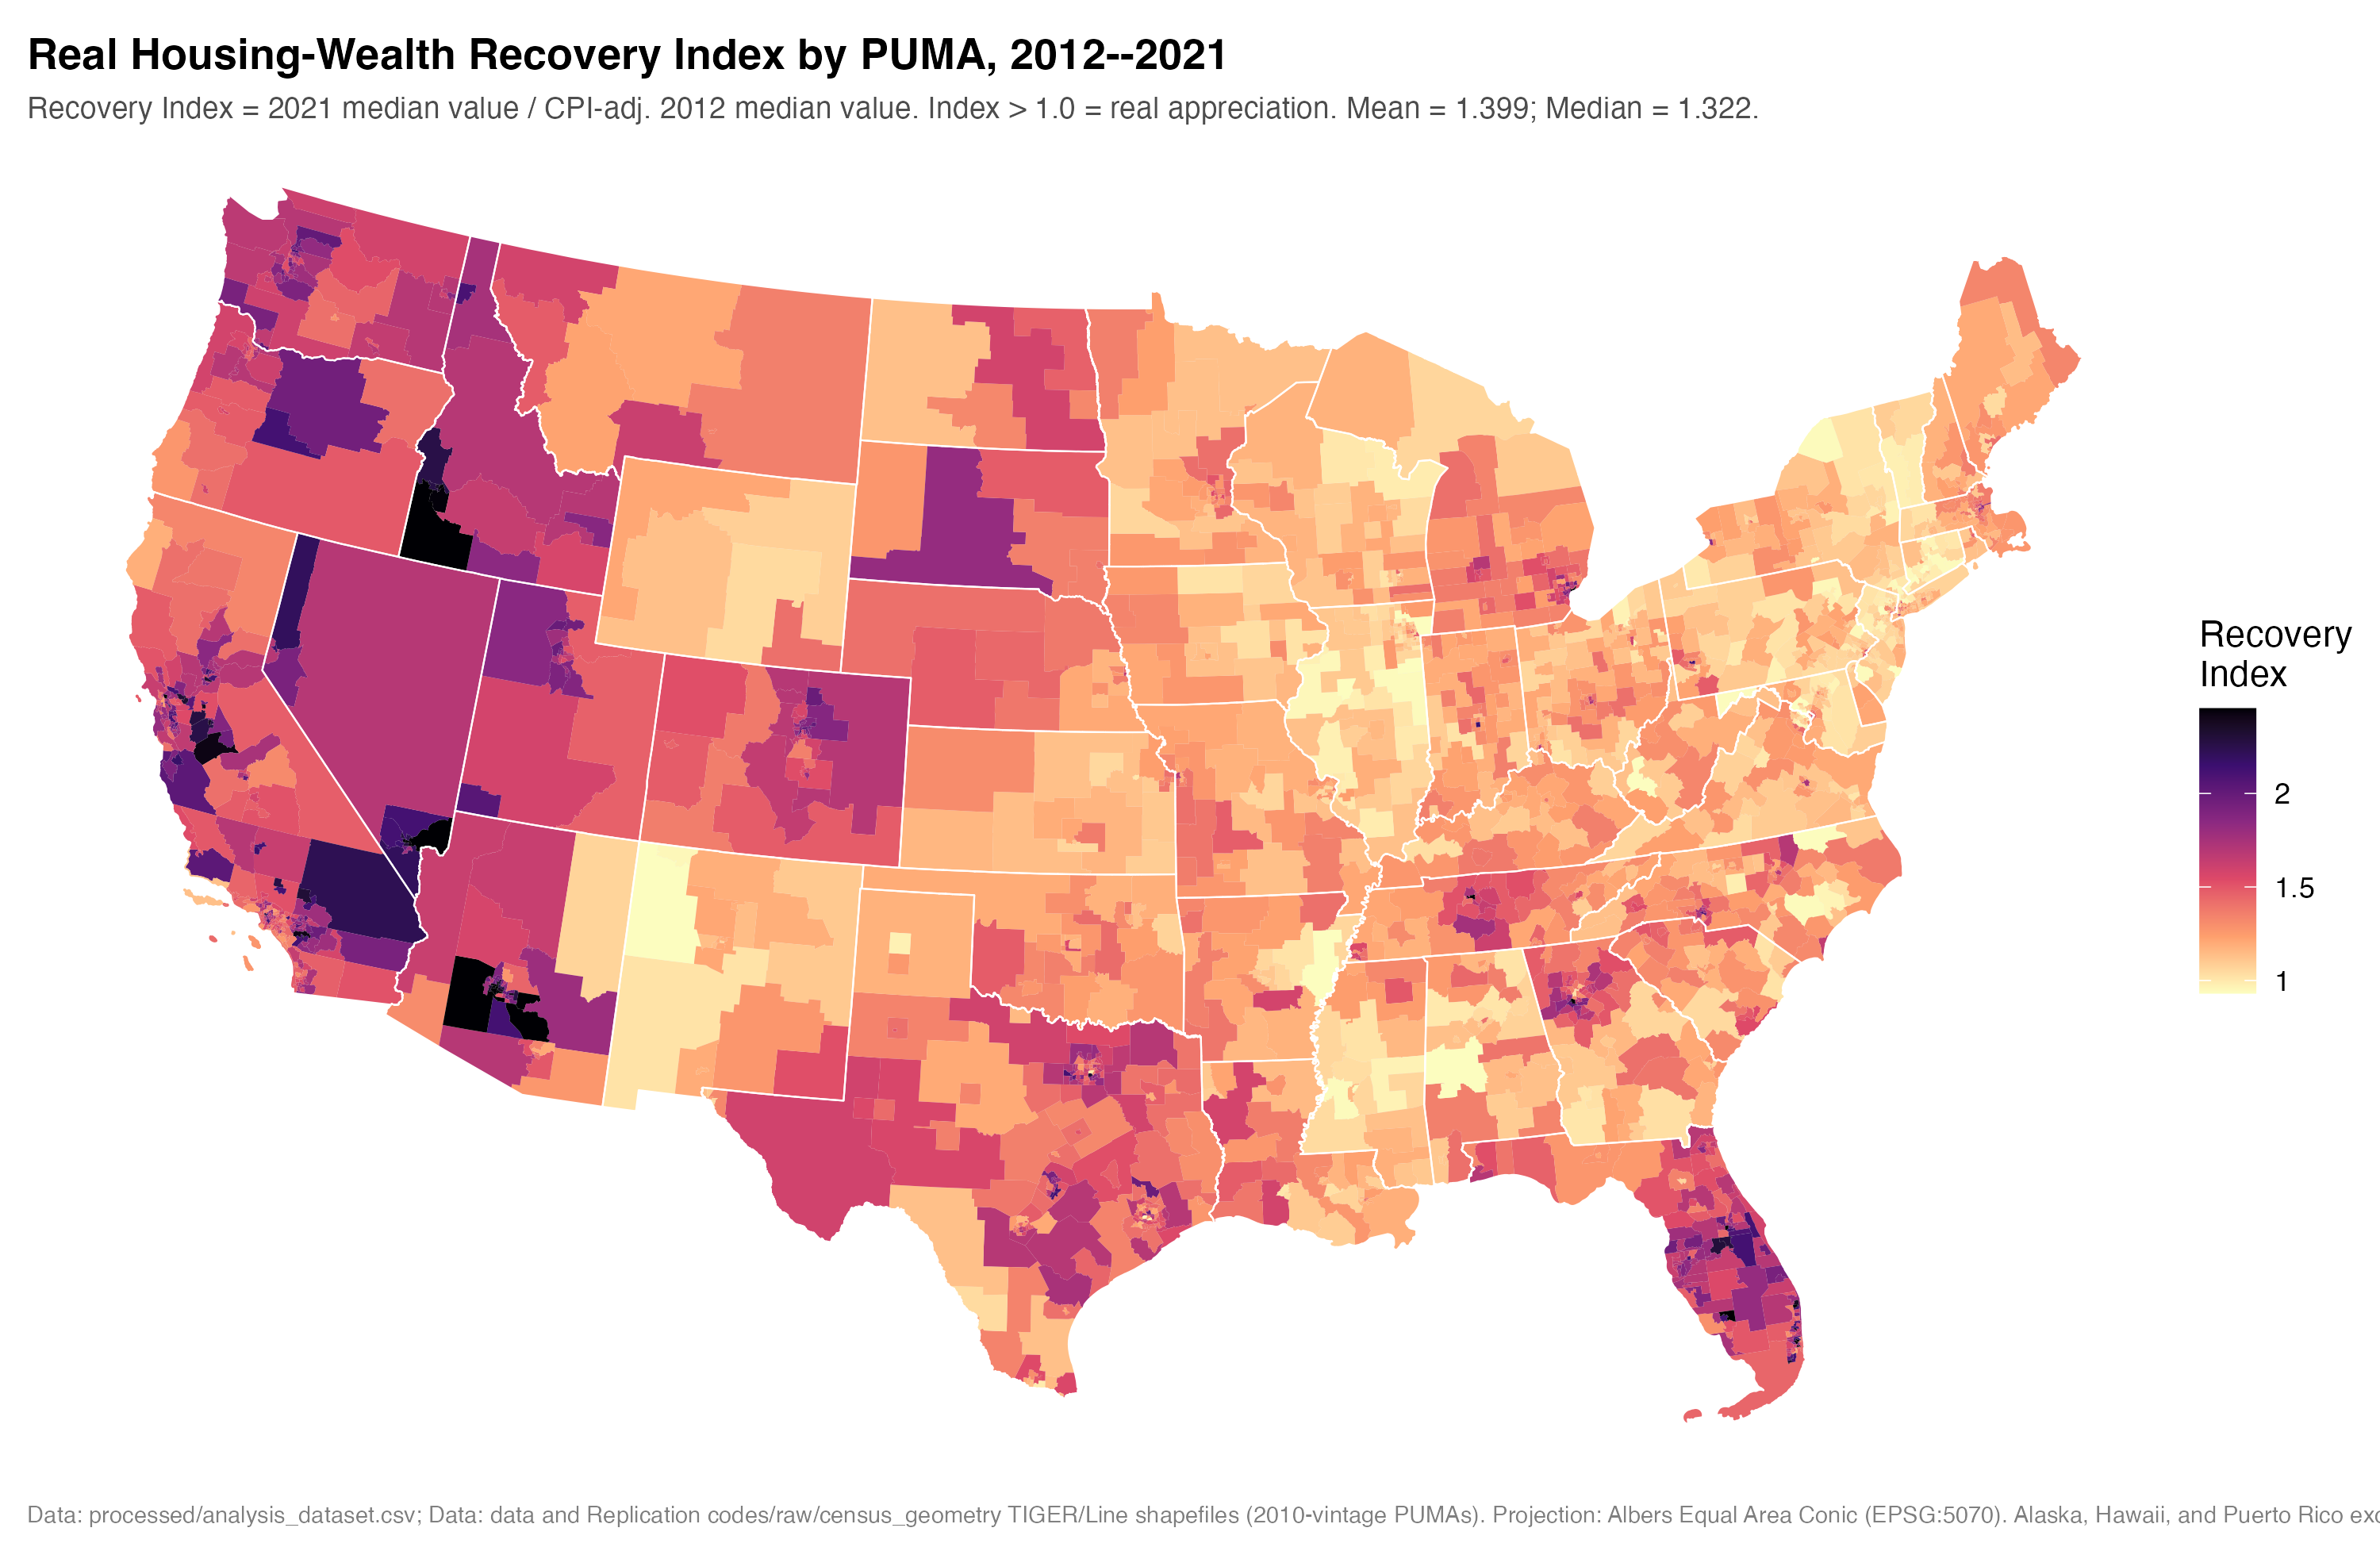 Real Housing-Wealth Recovery Index by PUMA, 2012--2021
Recovery Index = 2021 median value / CPI-adj. 2012 median value. Index > 1.0 = real appreciation. Mean = 1.399; Median = 1.322.
Recovery
Index
2
1.5
1
Data: processed/analysis_dataset.csv; Data: data and Replication codes/raw/census_geometry TIGER/Line shapefiles (2010-vintage PUMAs). Projection: Albers Equal Area Conic (EPSG:5070). Alaska, Hawaii, and Puerto Rico